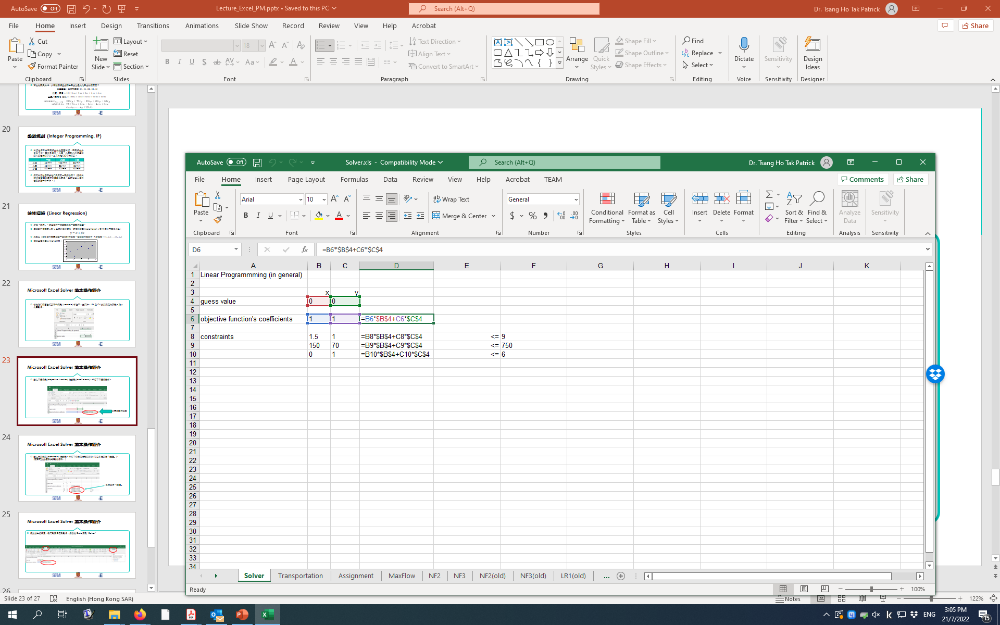 AutoSave Off Lecture_Excel_PM.pptx • Saved to this PC Search (Alt+Q) Dr. Tsang Ho Tak Patrick
File Home Insert Design Transitions Animations Slide Show Record Review View Help Acrobat Share
Paste Cut Copy Format Painter New Slide Layout Reset Section 18 Text Direction Align Text Convert to SmartArt Arrange Quick Styles Shape Fill Shape Outline Shape Effects Find Replace Select Dictate Sensitivity Design Ideas
Clipboard Slides Font Paragraph Drawing Editing Voice Sensitivity Designer
20
整數規劃 (Integer Programming, IP)
21
線性迴歸 (Linear Regression)
22
Microsoft Excel Solver 基本操作簡介
23
Microsoft Excel Solver 基本操作簡介
24
Microsoft Excel Solver 基本操作簡介
25
Microsoft Excel Solver 基本操作簡介
26
AutoSave Off Solver.xls - Compatibility Mode Search (Alt+Q) Dr. Tsang Ho Tak Patrick
File Home Insert Page Layout Formulas Data Review View Help Acrobat TEAM Comments Share
Paste Arial 10 Wrap Text Merge & Center General Conditional Formatting Format as Table Cell Styles Insert Delete Format Sort & Filter Find & Select Analyze Data Sensitivity
Clipboard Font Alignment Number Styles Cells Editing Analysis Sensitivity
D6 fx =B6*$B$4+C6*$C$4
A B C D E F G H I J K
1 Linear Programmming (in general)
2
3 x y
4 guess value 0 0
5
6 objective function's coefficients 1 1 =B6*$B$4+C6*$C$4
7
8 constraints 1.5 1 =B8*$B$4+C8*$C$4 <= 9
9 150 70 =B9*$B$4+C9*$C$4 <= 750
10 0 1 =B10*$B$4+C10*$C$4 <= 6
11
12
13
14
15
16
17
18
19
20
21
22
23
24
25
26
27
28
29
30
31
32
33
34
Solver Transportation Assignment MaxFlow NF2 NF3 NF2(old) NF3(old) LR1(old) ...
Ready 100%
Slide 23 of 27 English (Hong Kong SAR) Notes 122%
ENG 3:05 PM 21/7/2022 15